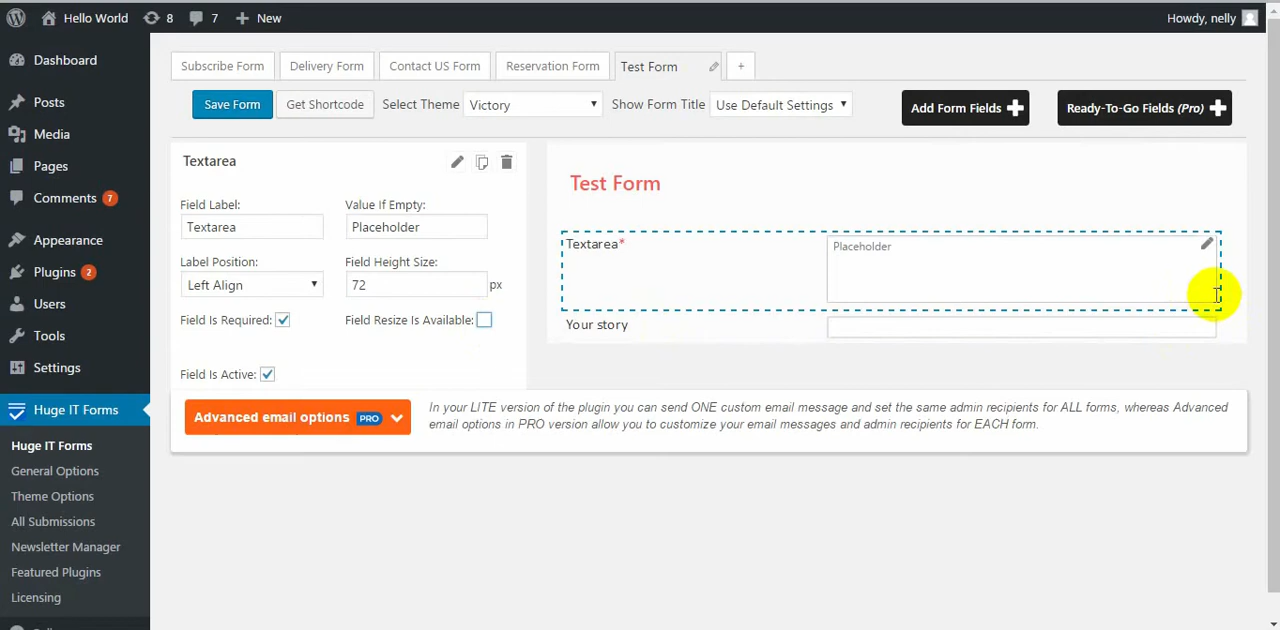 Hello World 8 7 New Howdy, nelly
Dashboard
Posts
Media
Pages
Comments 7
Appearance
Plugins 2
Users
Tools
Settings
Huge IT Forms
Huge IT Forms
General Options
Theme Options
All Submissions
Newsletter Manager
Featured Plugins
Licensing
Subscribe Form Delivery Form Contact US Form Reservation Form Test Form +
Save Form Get Shortcode Select Theme Victory Show Form Title Use Default Settings Add Form Fields Ready-To-Go Fields (Pro)
Textarea
Field Label: Value If Empty:
Textarea Placeholder
Label Position: Field Height Size:
Left Align 72 px
Field Is Required: Field Resize Is Available:
Field Is Active:
Test Form
Textarea* Placeholder
Your story
Advanced email options PRO
In your LITE version of the plugin you can send ONE custom email message and set the same admin recipients for ALL forms, whereas Advanced
email options in PRO version allow you to customize your email messages and admin recipients for EACH form.